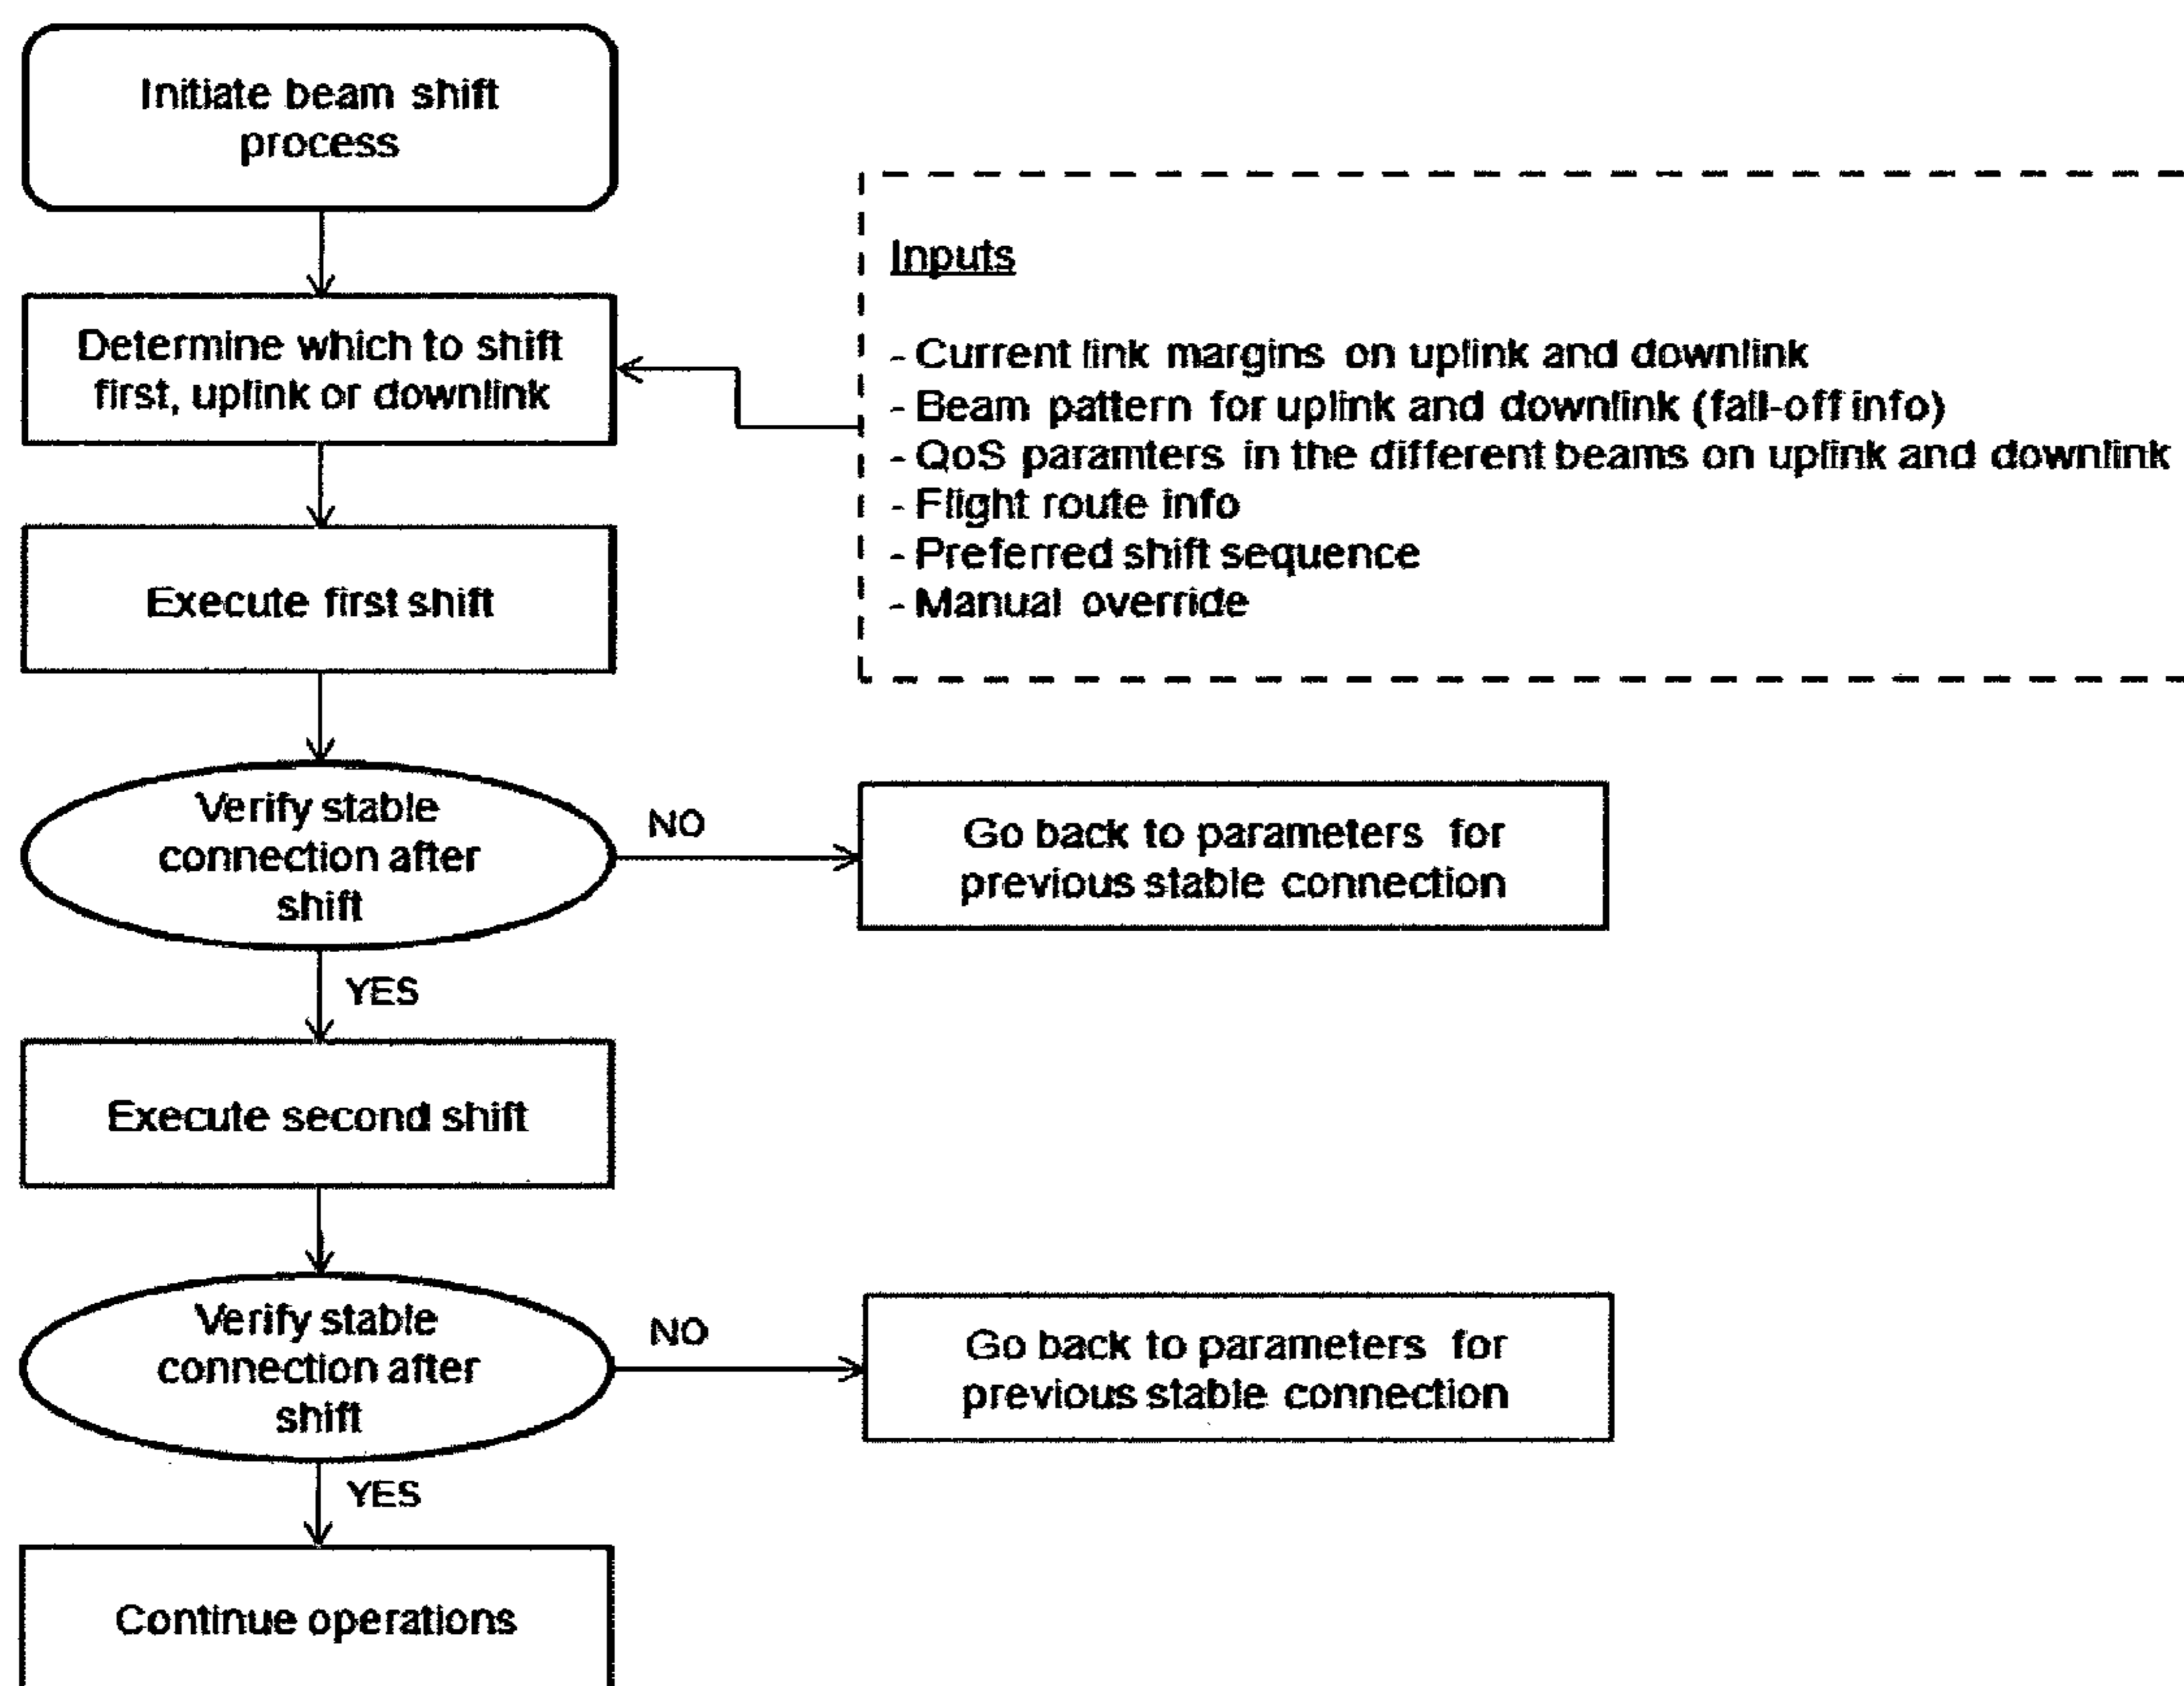 Initiate beam shift
process
Determine which to shift
first, uplink or downlink
Inputs
- Current link margins on uplink and downlink
- Beam pattern for uplink and downlink (fall-off info)
- QoS paramters in the different beams on uplink and downlink
- Flight route info
- Preferred shift sequence
- Manual override
Execute first shift
Verify stable
connection after
shift
NO
Go back to parameters for
previous stable connection
YES
Execute second shift
Verify stable
connection after
shift
NO
Go back to parameters for
previous stable connection
YES
Continue operations